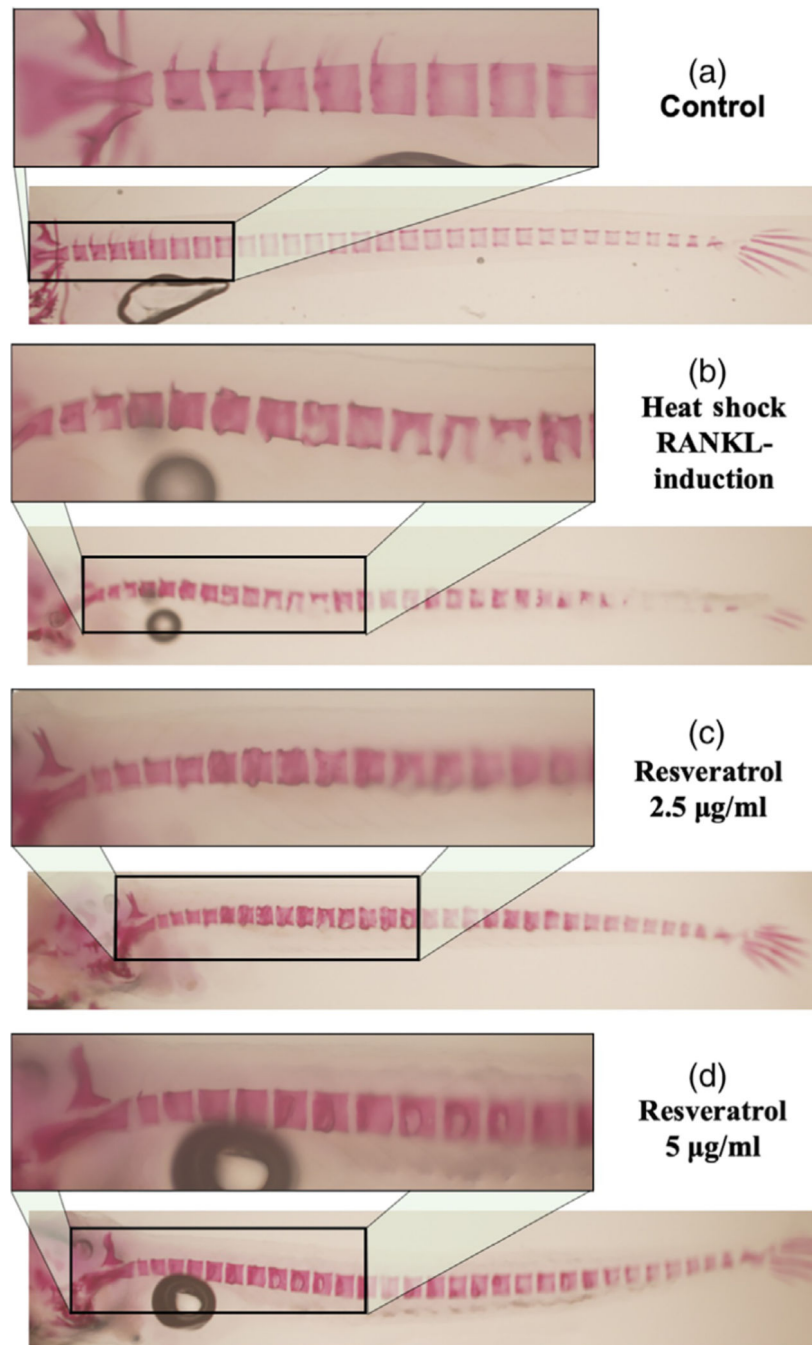 (a)
Control
(b)
Heat shock
RANKL-
induction
(c)
Resveratrol
2.5 µg/ml
(d)
Resveratrol
5 µg/ml